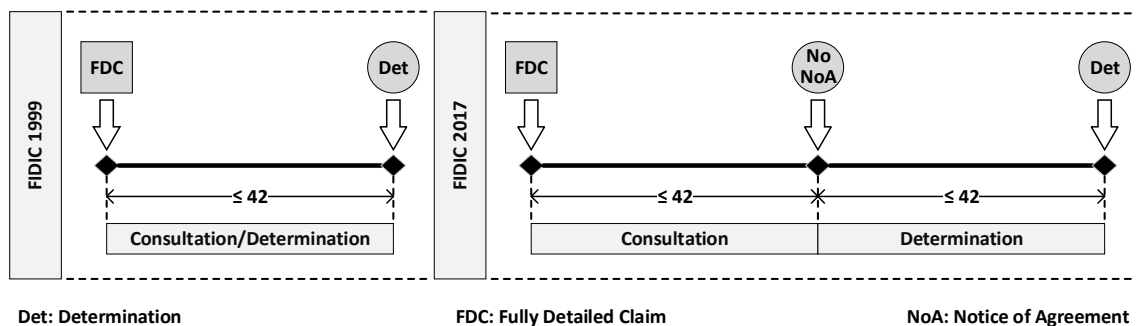 FIDIC 1999
FDC
Det
≤ 42
Consultation/Determination
FIDIC 2017
FDC
No
NoA
Det
≤ 42
≤ 42
Consultation
Determination
Det: Determination
FDC: Fully Detailed Claim
NoA: Notice of Agreement